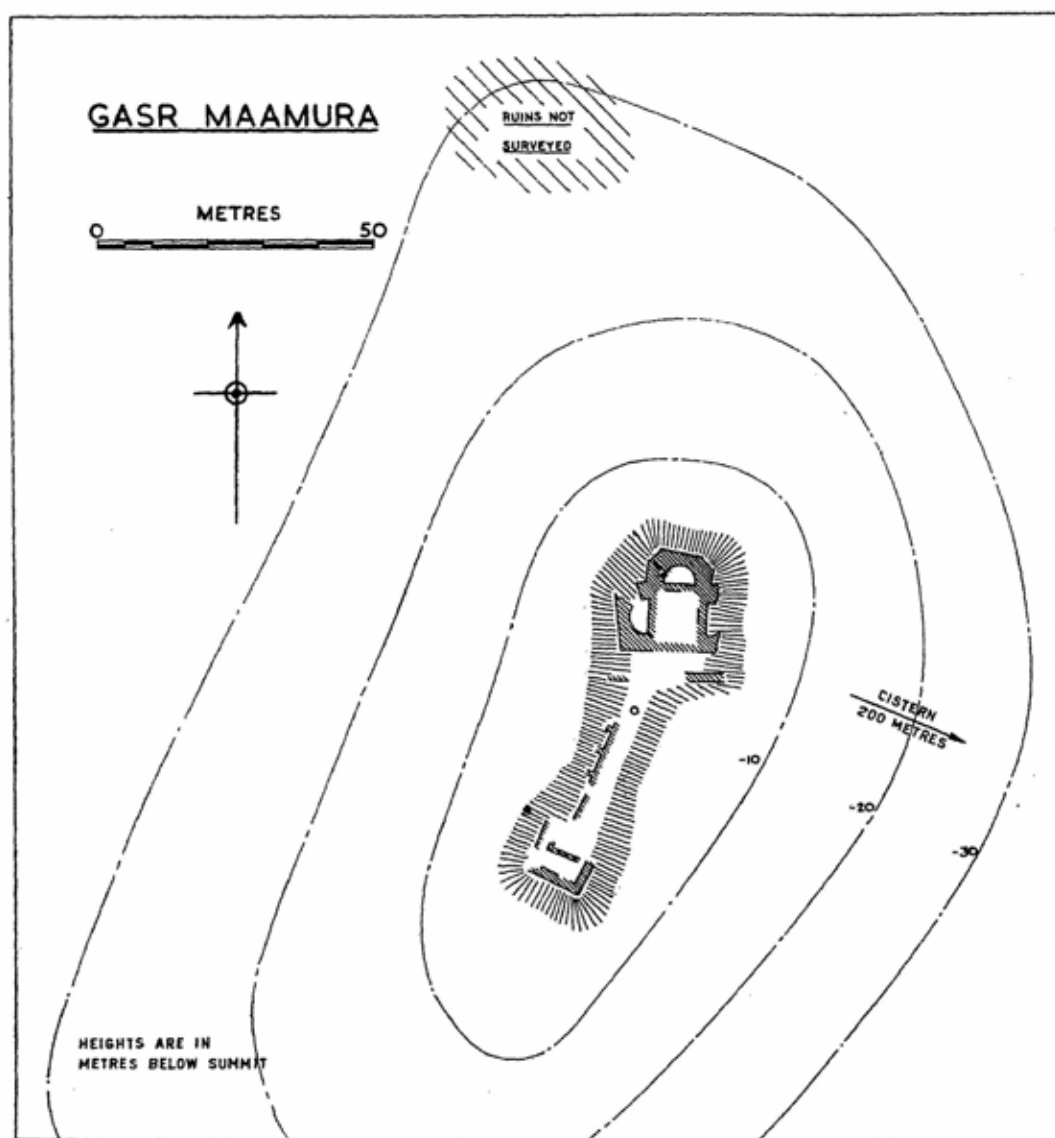 GASR MAAMURA
RUINS NOT
SURVEYED
METRES
0 50
CISTERN
200 METRES
0
-10
-20
-30
HEIGHTS ARE IN
METRES BELOW SUMMIT